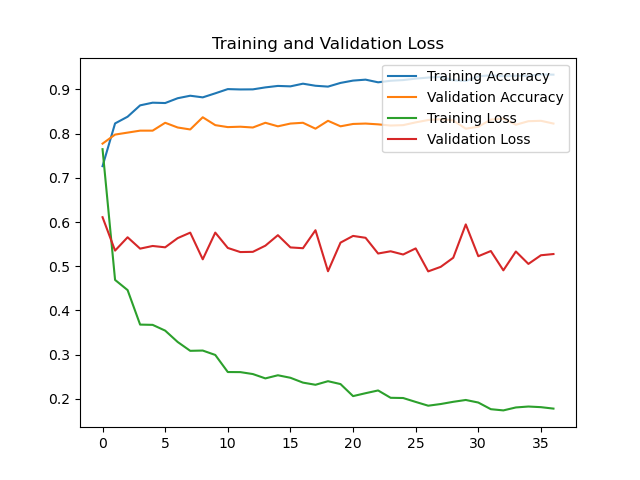 Training and Validation Loss
Training Accuracy
Validation Accuracy
Training Loss
Validation Loss
0.9
0.8
0.7
0.6
0.5
0.4
0.3
0.2
0 5 10 15 20 25 30 35